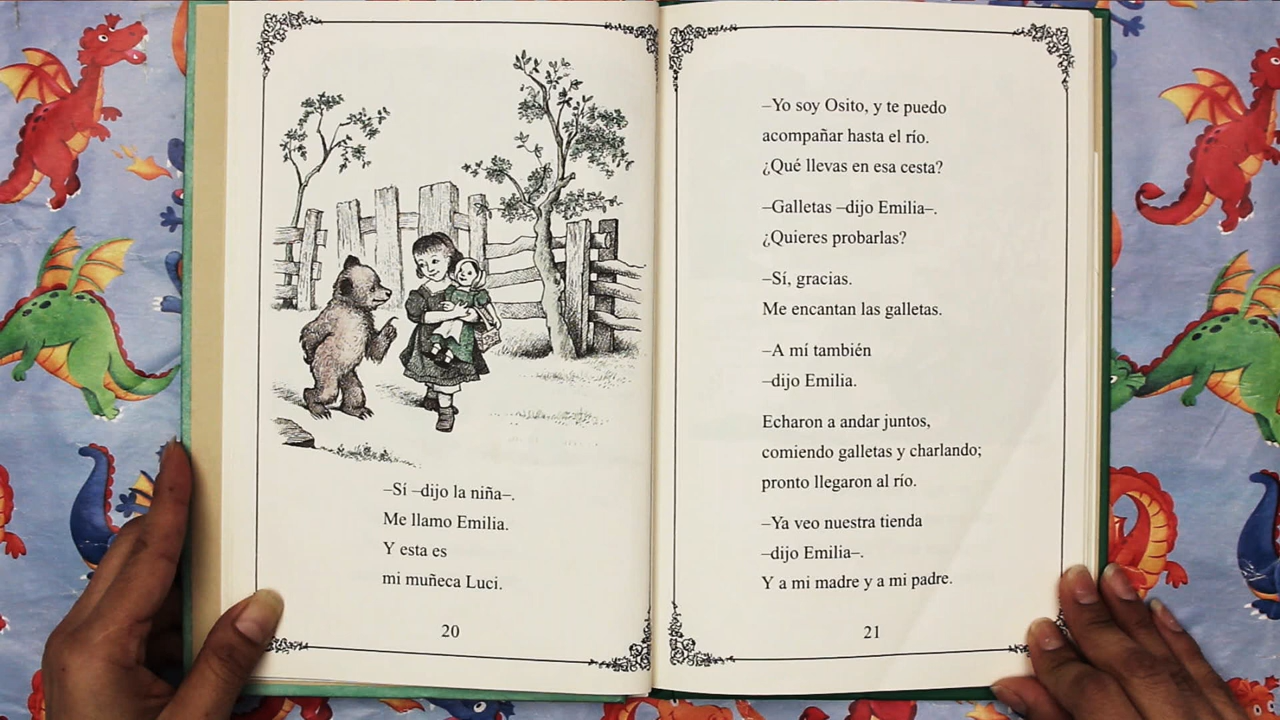 –Sí –dijo la niña–.
Me llamo Emilia.
Y esta es
mi muñeca Luci.
20
–Yo soy Osito, y te puedo
acompañar hasta el río.
¿Qué llevas en esa cesta?
–Galletas –dijo Emilia–.
¿Quieres probarlas?
–Sí, gracias.
Me encantan las galletas.
–A mí también
–dijo Emilia.
Echaron a andar juntos,
comiendo galletas y charlando;
pronto llegaron al río.
–Ya veo nuestra tienda
–dijo Emilia–.
Y a mi madre y a mi padre.
21